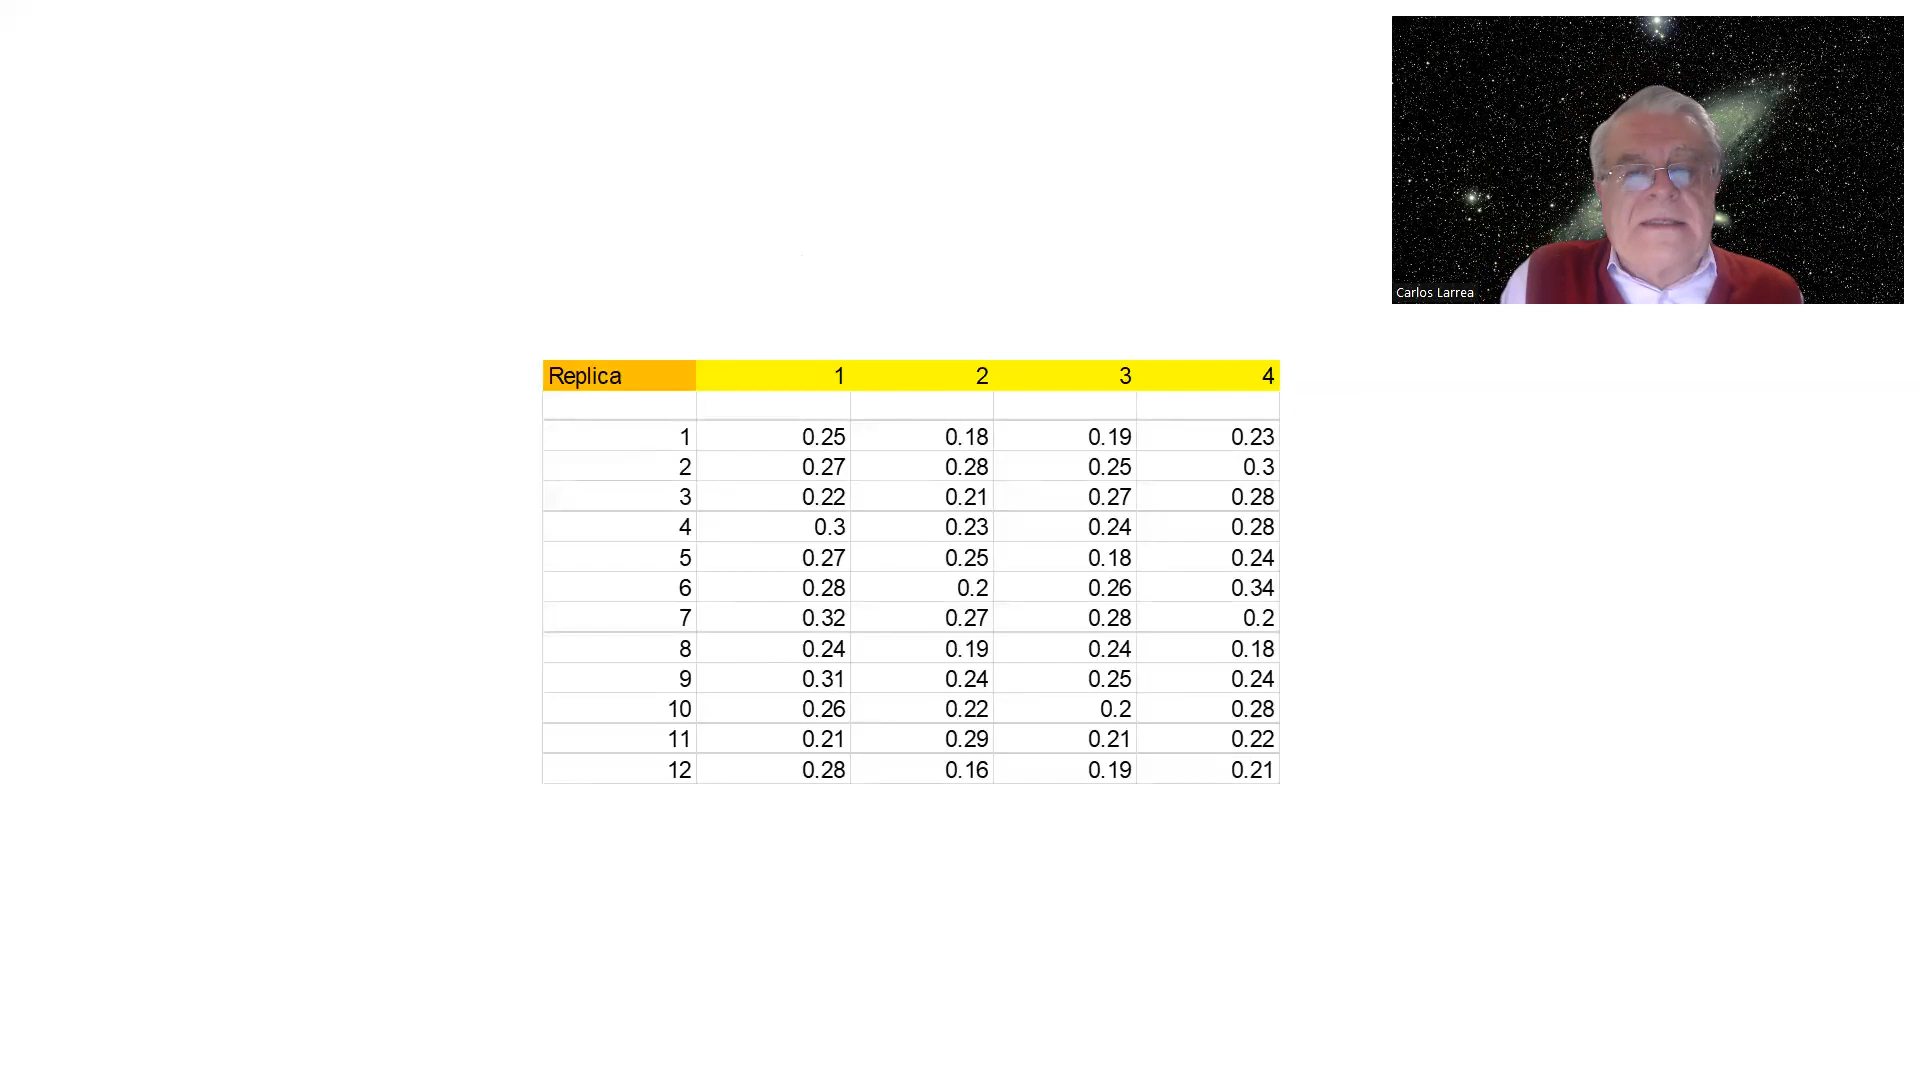 Carlos Larrea
Replica 1 2 3 4
1 0.25 0.18 0.19 0.23
2 0.27 0.28 0.25 0.3
3 0.22 0.21 0.27 0.28
4 0.3 0.23 0.24 0.28
5 0.27 0.25 0.18 0.24
6 0.28 0.2 0.26 0.34
7 0.32 0.27 0.28 0.2
8 0.24 0.19 0.24 0.18
9 0.31 0.24 0.25 0.24
10 0.26 0.22 0.2 0.28
11 0.21 0.29 0.21 0.22
12 0.28 0.16 0.19 0.21